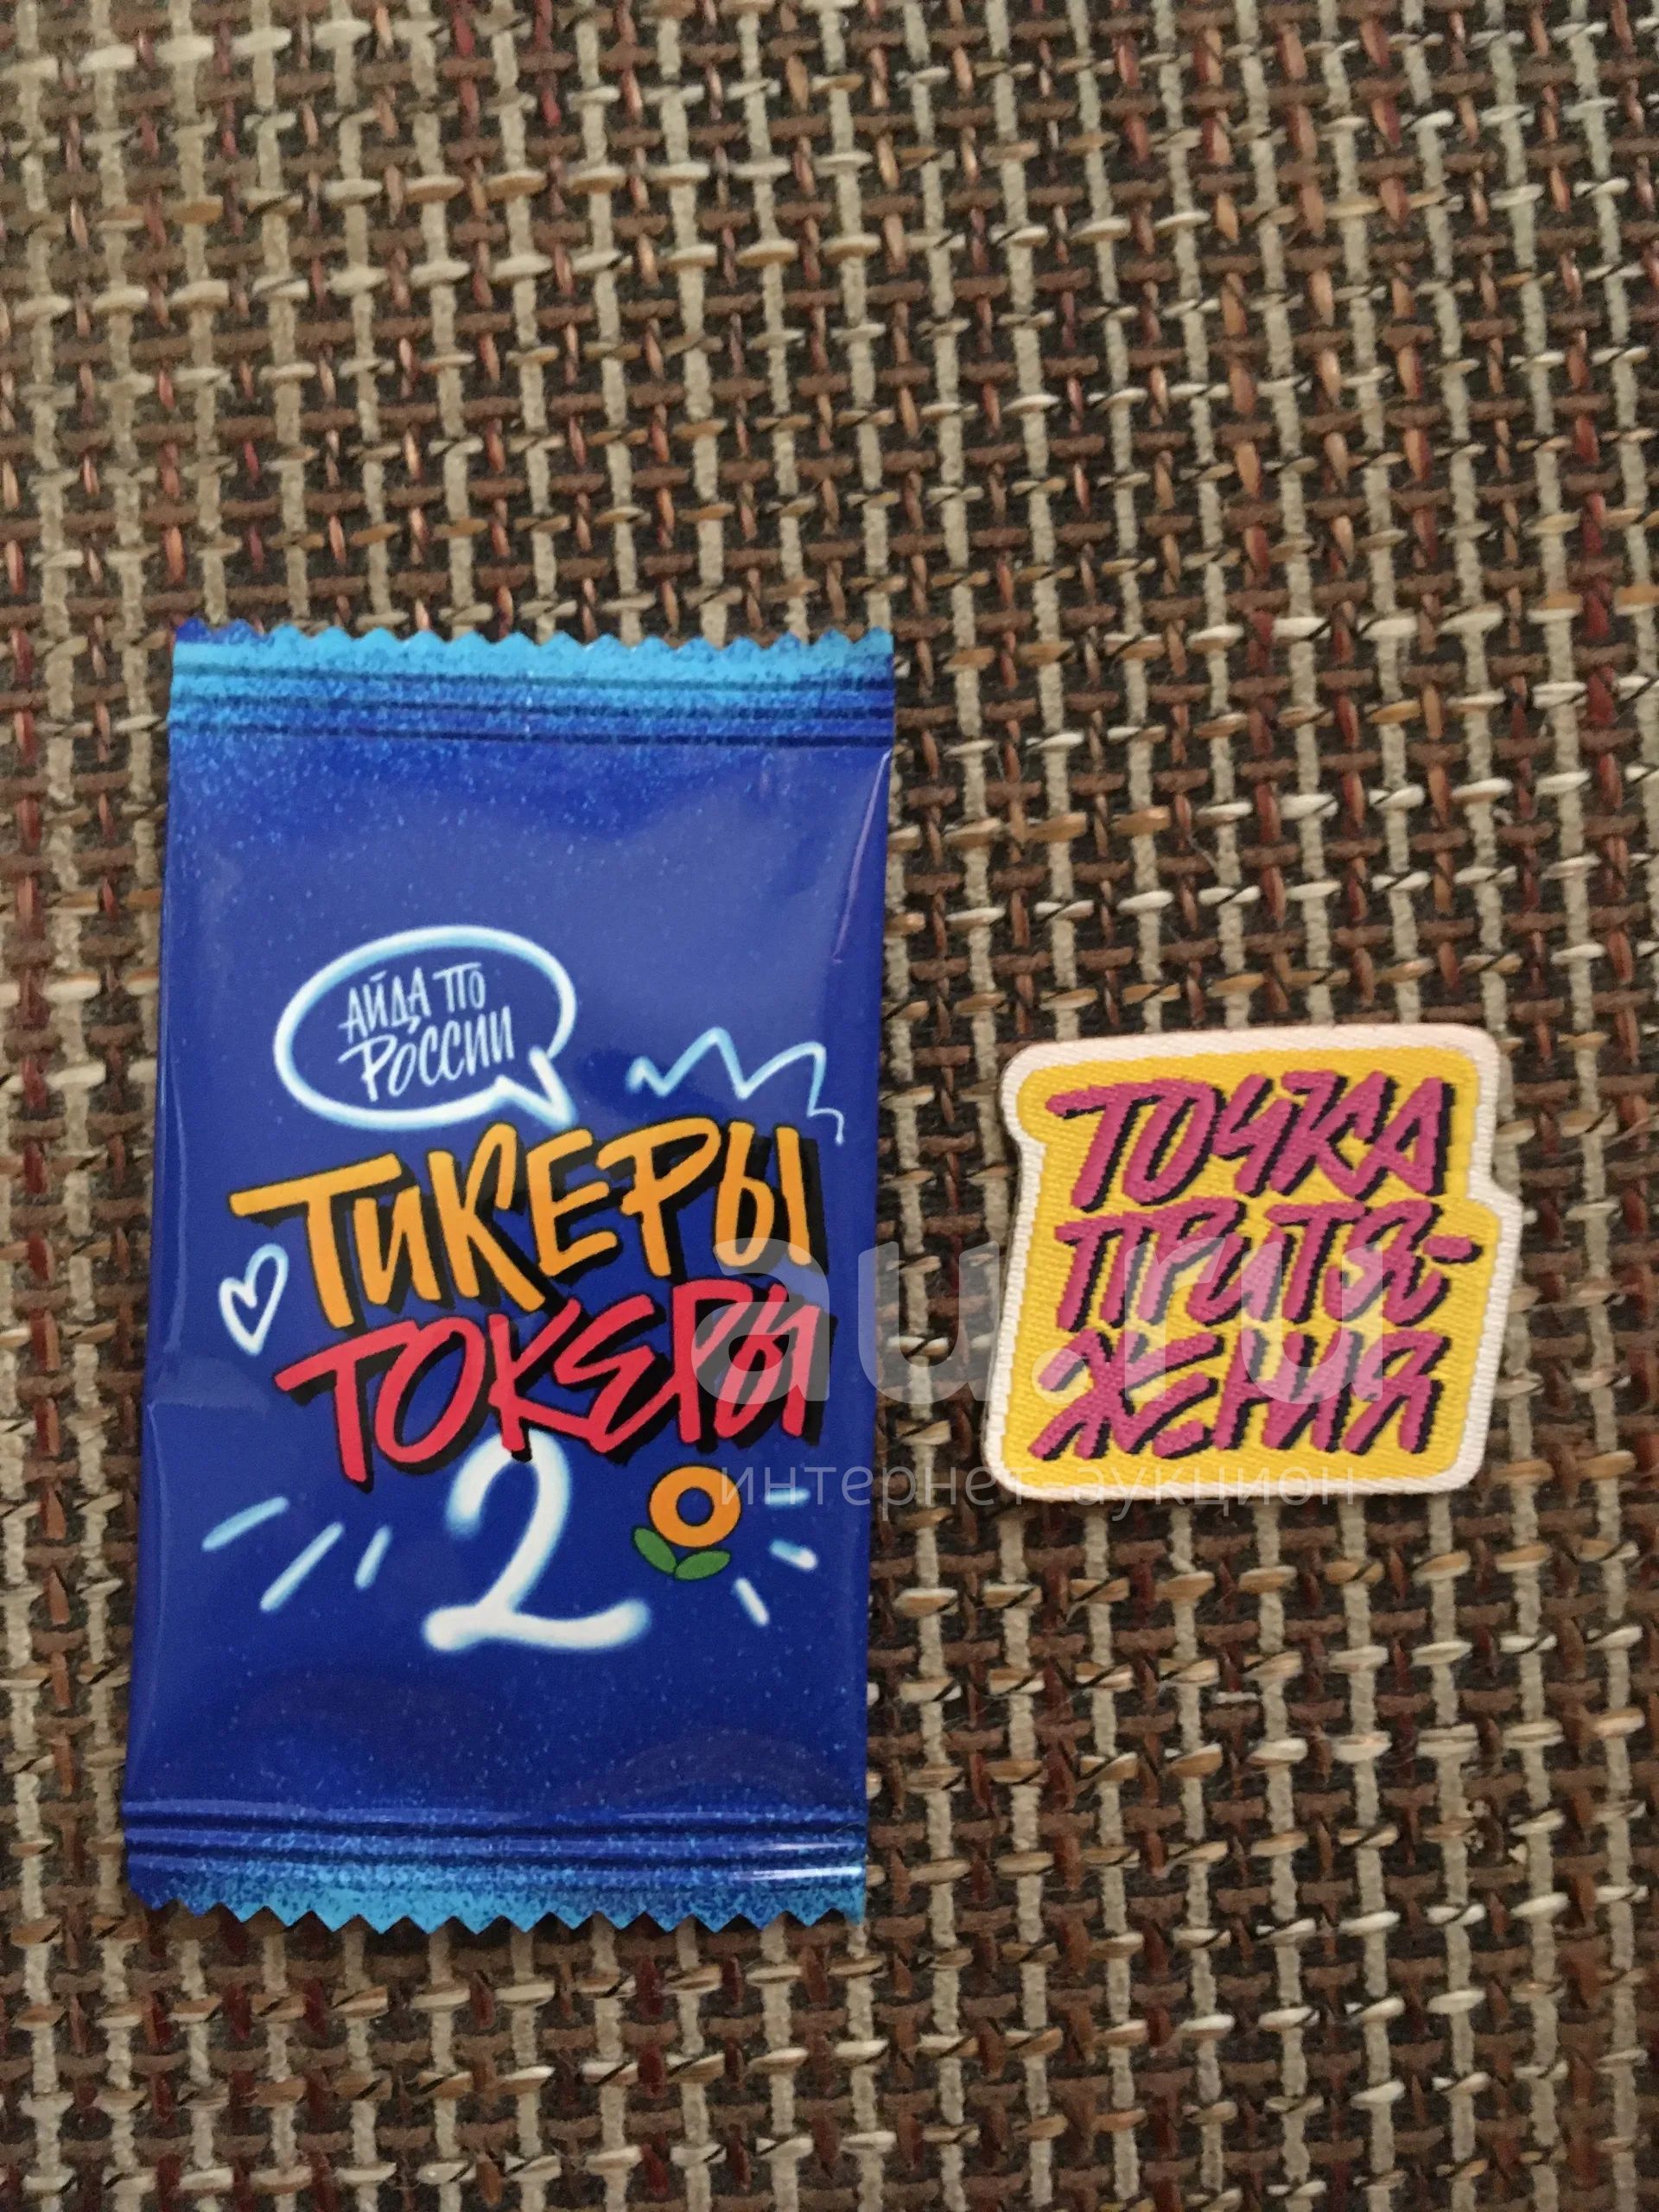 АЙДА ПО
РОССИИ
ТИКЕРЫ
ТОКЕРЫ
2
ТОЧКА
ПРИТЯ-
ЖЕНИЯ
au.ru
интернет-аукцион